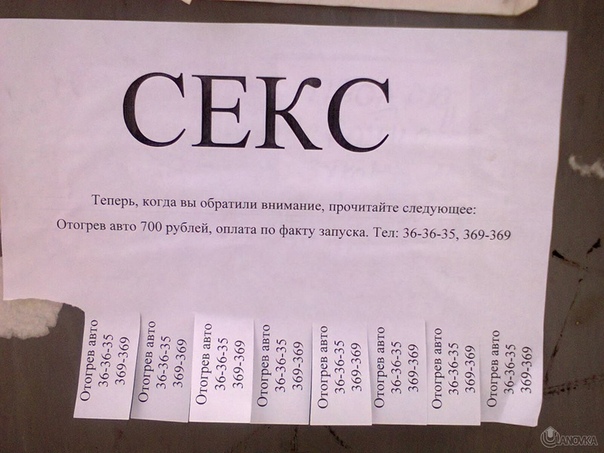 СЕКС
Теперь, когда вы обратили внимание, прочитайте следующее:
Отогрев авто 700 рублей, оплата по факту запуска. Тел: 36-36-35, 369-369
Отогрев авто
36-36-35
369-369
Отогрев авто
36-36-35
369-369
Отогрев авто
36-36-35
369-369
Отогрев авто
36-36-35
369-369
Отогрев авто
36-36-35
369-369
Отогрев авто
36-36-35
369-369
Отогрев авто
36-36-35
369-369
Отогрев авто
36-36-35
369-369